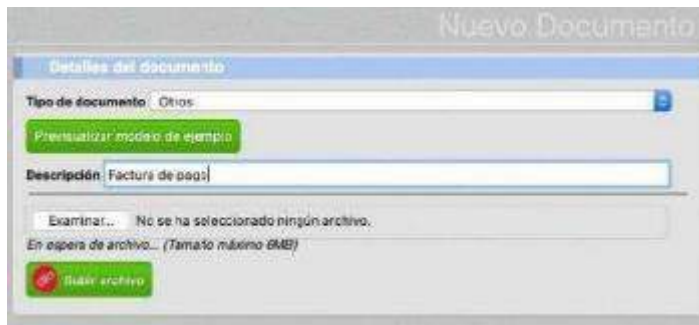 Nuevo Documento
Detalles del documento
Tipo de documento Otros
Previsualizar modelo de ejemplo
Descripción Factura de pago
Examinar... No se ha seleccionado ningún archivo.
En espera de archivo... (Tamaño máximo 6MB)
Subir archivo